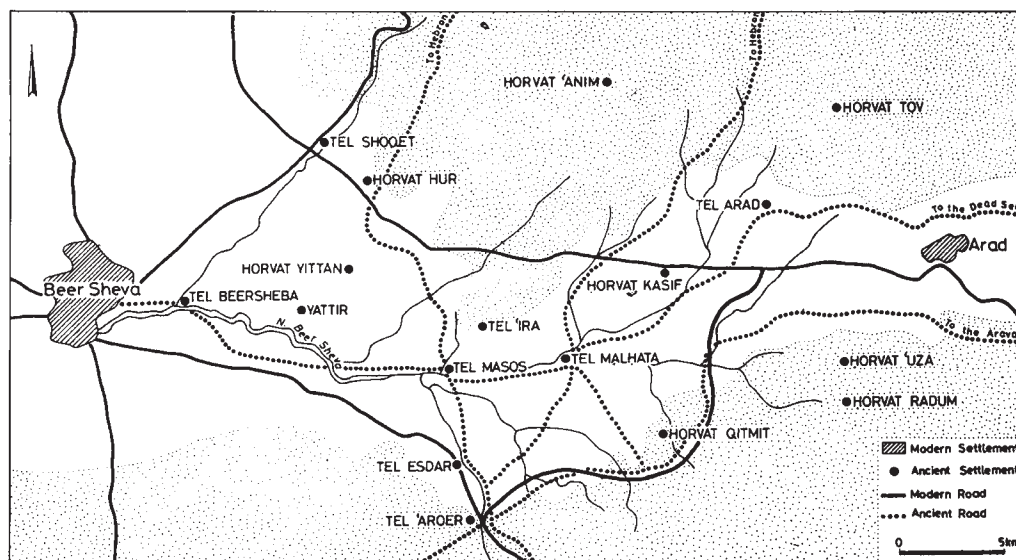 To Hebron
To Hebron
HORVAT 'ANIM
HORVAT TOV
TEL SHOQET
HORVAT HUR
TEL ARAD
To the Dead Se
Arad
HORVAT YITTAN
HORVAT KASIF
Beer Sheva
TEL BEERSHEBA
YATTIR
N. Beer Sheva
TEL 'IRA
To the Arava
TEL MASOS
TEL MALHATA
HORVAT 'UZA
HORVAT RADUM
HORVAT QITMIT
TEL ESDAR
TEL 'AROER
Modern Settlement
Ancient Settlement
Modern Road
Ancient Road
0 5km